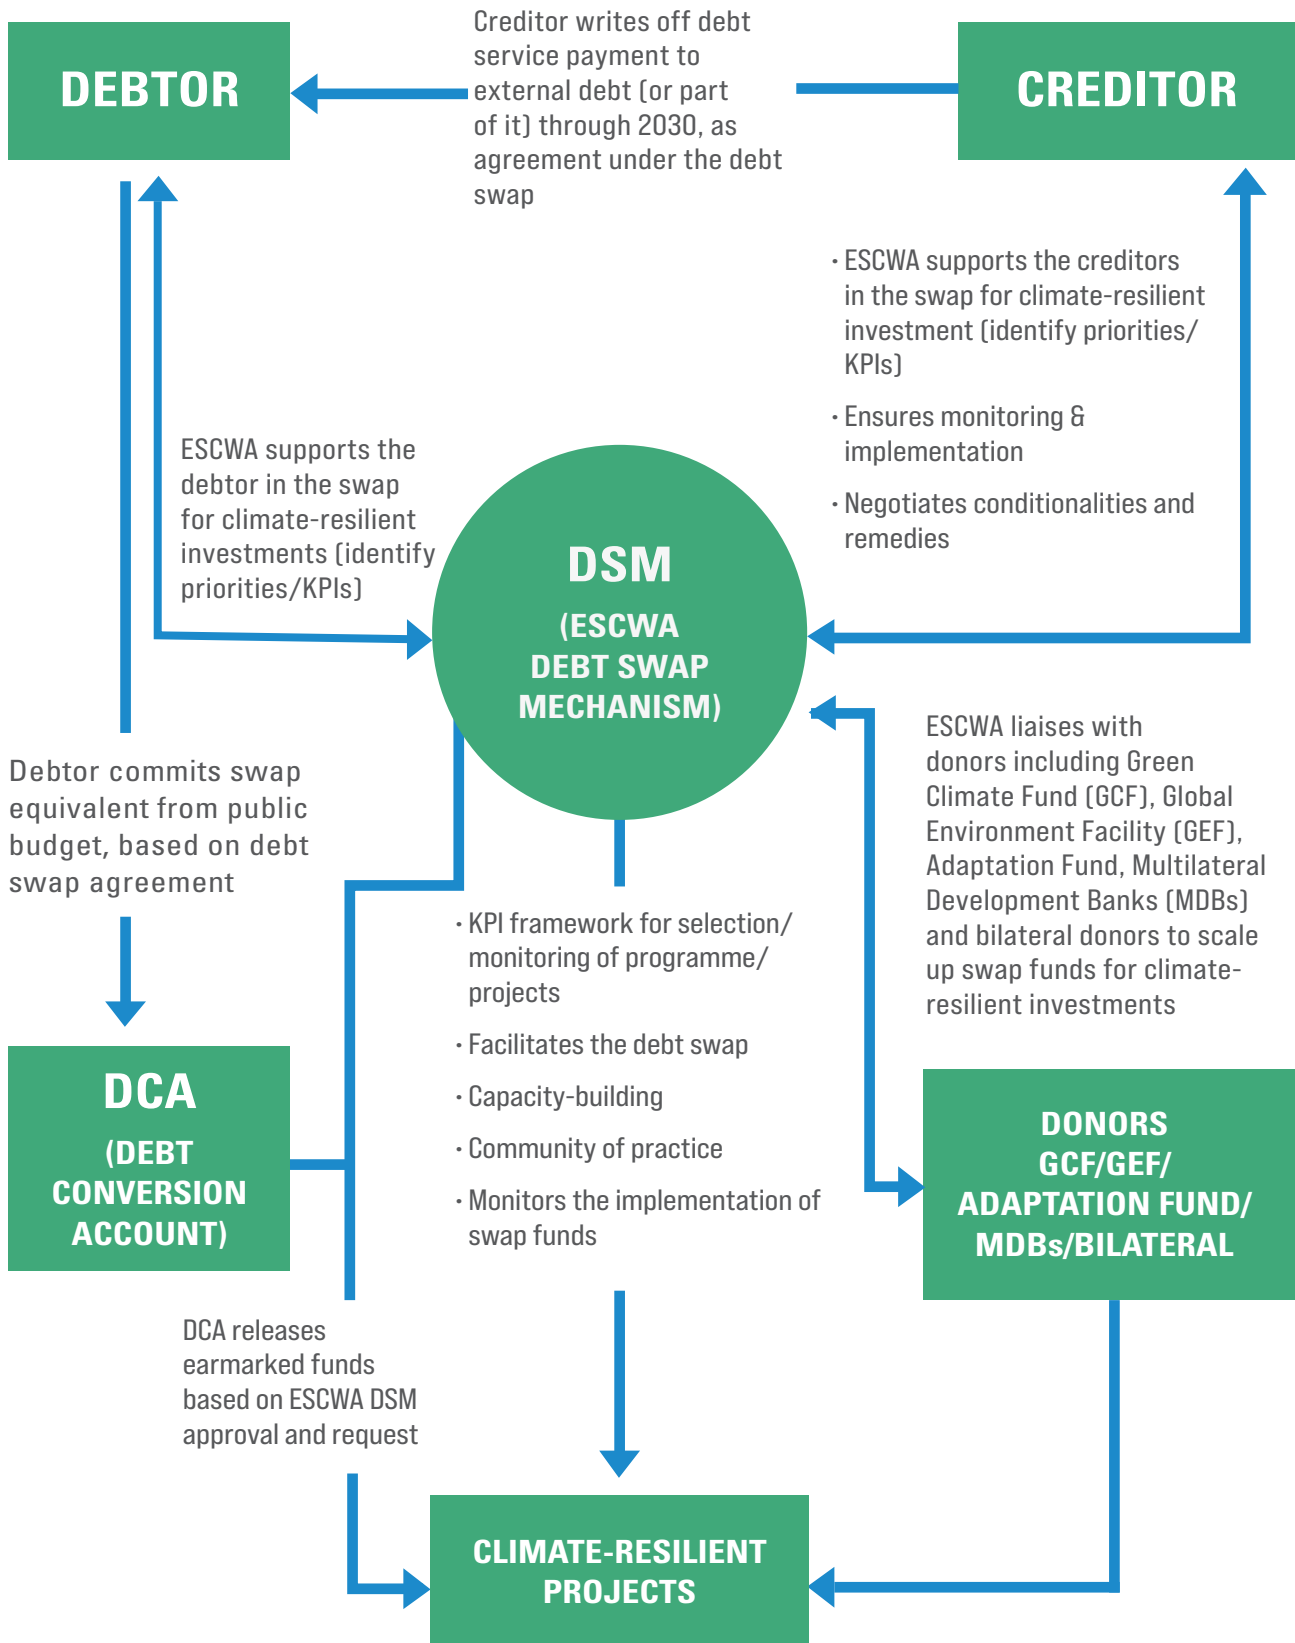 DEBTOR
Creditor writes off debt
service payment to
external debt (or part
of it) through 2030, as
agreement under the debt
swap
CREDITOR
· ESCWA supports the creditors
in the swap for climate-resilient
investment (identify priorities/
KPIs)
· Ensures monitoring &
implementation
· Negotiates conditionalities and
remedies
ESCWA supports the
debtor in the swap
for climate-resilient
investments (identify
priorities/KPIs)
DSM
(ESCWA
DEBT SWAP
MECHANISM)
Debtor commits swap
equivalent from public
budget, based on debt
swap agreement
ESCWA liaises with
donors including Green
Climate Fund (GCF), Global
Environment Facility (GEF),
Adaptation Fund, Multilateral
Development Banks (MDBs)
and bilateral donors to scale
up swap funds for climate-
resilient investments
· KPI framework for selection/
monitoring of programme/
projects
· Facilitates the debt swap
· Capacity-building
· Community of practice
· Monitors the implementation of
swap funds
DCA
(DEBT
CONVERSION
ACCOUNT)
DONORS
GCF/GEF/
ADAPTATION FUND/
MDBs/BILATERAL
DCA releases
earmarked funds
based on ESCWA DSM
approval and request
CLIMATE-RESILIENT
PROJECTS